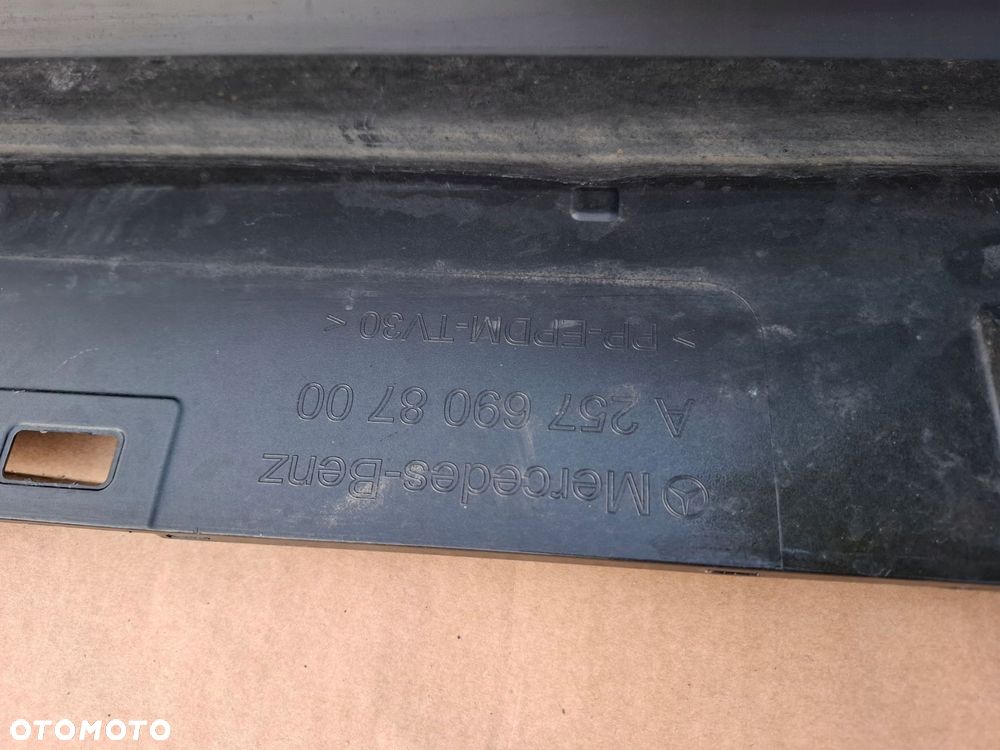 Mercedes-Benz
A 257 690 87 00
> PP-EPDM-TV30 <
OTOMOTO